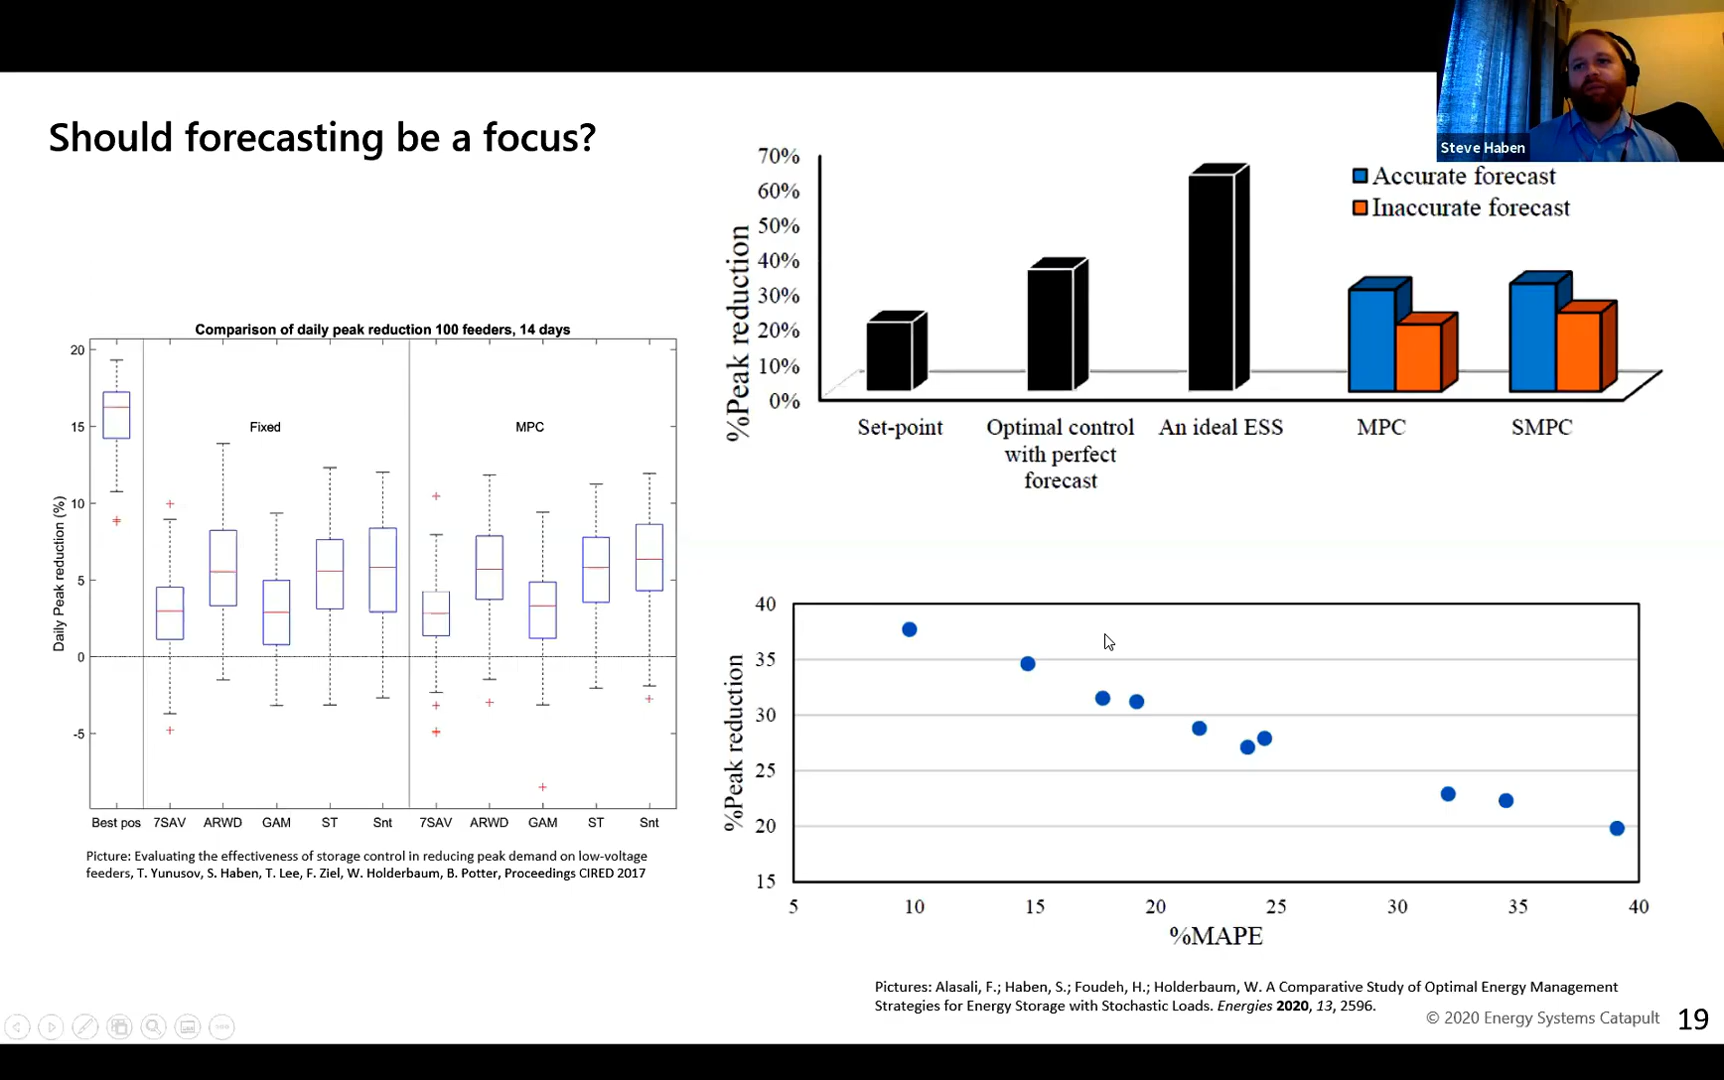 Should forecasting be a focus?
Steve Haben
Comparison of daily peak reduction 100 feeders, 14 days
Daily Peak reduction (%)
20
15
10
5
0
-5
Fixed
MPC
Best pos 7SAV ARWD GAM ST Snt 7SAV ARWD GAM ST Snt
Picture: Evaluating the effectiveness of storage control in reducing peak demand on low-voltage
feeders, T. Yunusov, S. Haben, T. Lee, F. Ziel, W. Holderbaum, B. Potter, Proceedings CIRED 2017
%Peak reduction
70%
60%
50%
40%
30%
20%
10%
0%
Accurate forecast
Inaccurate forecast
Set-point
Optimal control
with perfect
forecast
An ideal ESS
MPC
SMPC
%Peak reduction
40
35
30
25
20
15
5 10 15 20 25 30 35 40
%MAPE
Pictures: Alasali, F.; Haben, S.; Foudeh, H.; Holderbaum, W. A Comparative Study of Optimal Energy Management
Strategies for Energy Storage with Stochastic Loads. Energies 2020, 13, 2596.
© 2020 Energy Systems Catapult 19